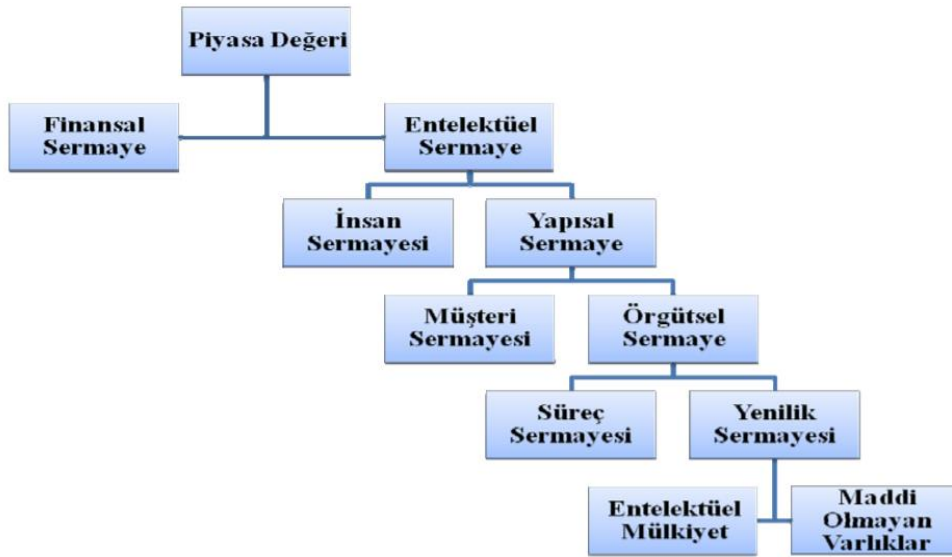 Piyasa Değeri
Finansal
Sermaye
Entelektüel
Sermaye
İnsan
Sermayesi
Yapısal
Sermaye
Müşteri
Sermayesi
Örgütsel
Sermaye
Süreç
Sermayesi
Yenilik
Sermayesi
Entelektüel
Mülkiyet
Maddi
Olmayan
Varlıklar